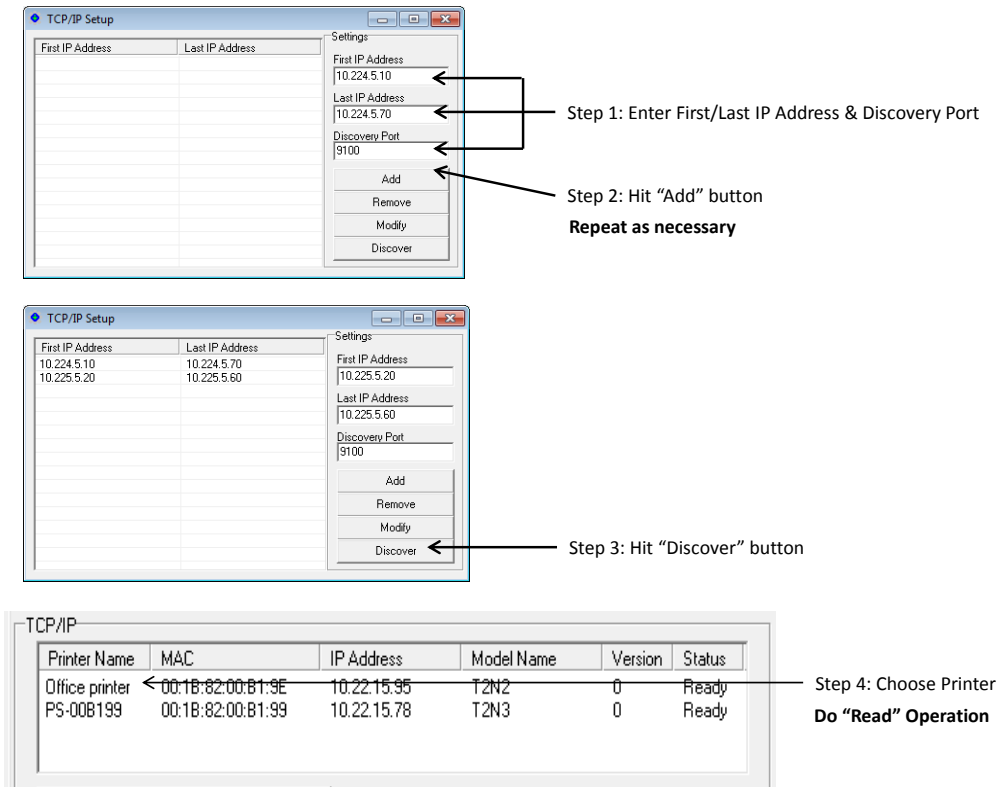 TCP/IP Setup
First IP Address Last IP Address
Settings
First IP Address
10.224.5.10
Last IP Address
10.224.5.70
Discovery Port
9100
Add
Remove
Modify
Discover
Step 1: Enter First/Last IP Address & Discovery Port
Step 2: Hit “Add” button
Repeat as necessary
TCP/IP Setup
First IP Address Last IP Address
10.224.5.10 10.224.5.70
10.225.5.20 10.225.5.60
Settings
First IP Address
10.225.5.20
Last IP Address
10.225.5.60
Discovery Port
9100
Add
Remove
Modify
Discover
Step 3: Hit “Discover” button
TCP/IP
Printer Name MAC IP Address Model Name Version Status
Office printer 00:1B:82:00:B1:9E 10.22.15.95 T2N2 0 Ready
PS-00B199 00:1B:82:00:B1:99 10.22.15.78 T2N3 0 Ready
Step 4: Choose Printer
Do “Read” Operation